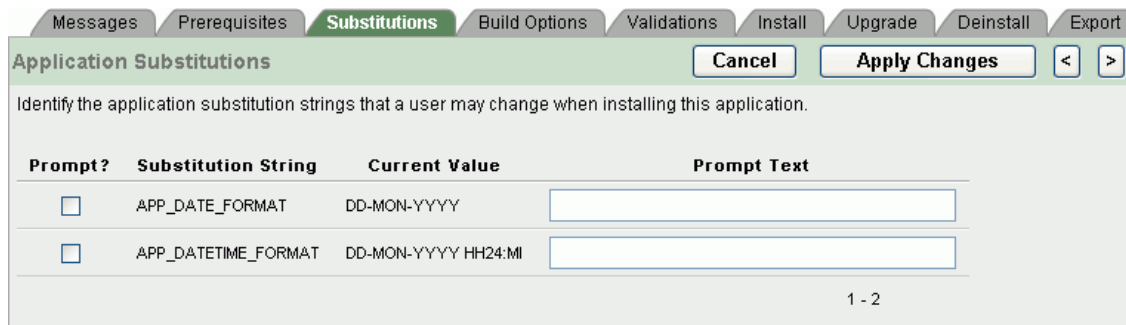 Messages Prerequisites Substitutions Build Options Validations Install Upgrade Deinstall Export
Application Substitutions Cancel Apply Changes < >
Identify the application substitution strings that a user may change when installing this application.
Prompt? Substitution String Current Value Prompt Text
APP_DATE_FORMAT DD-MON-YYYY
APP_DATETIME_FORMAT DD-MON-YYYY HH24:MI
1 - 2